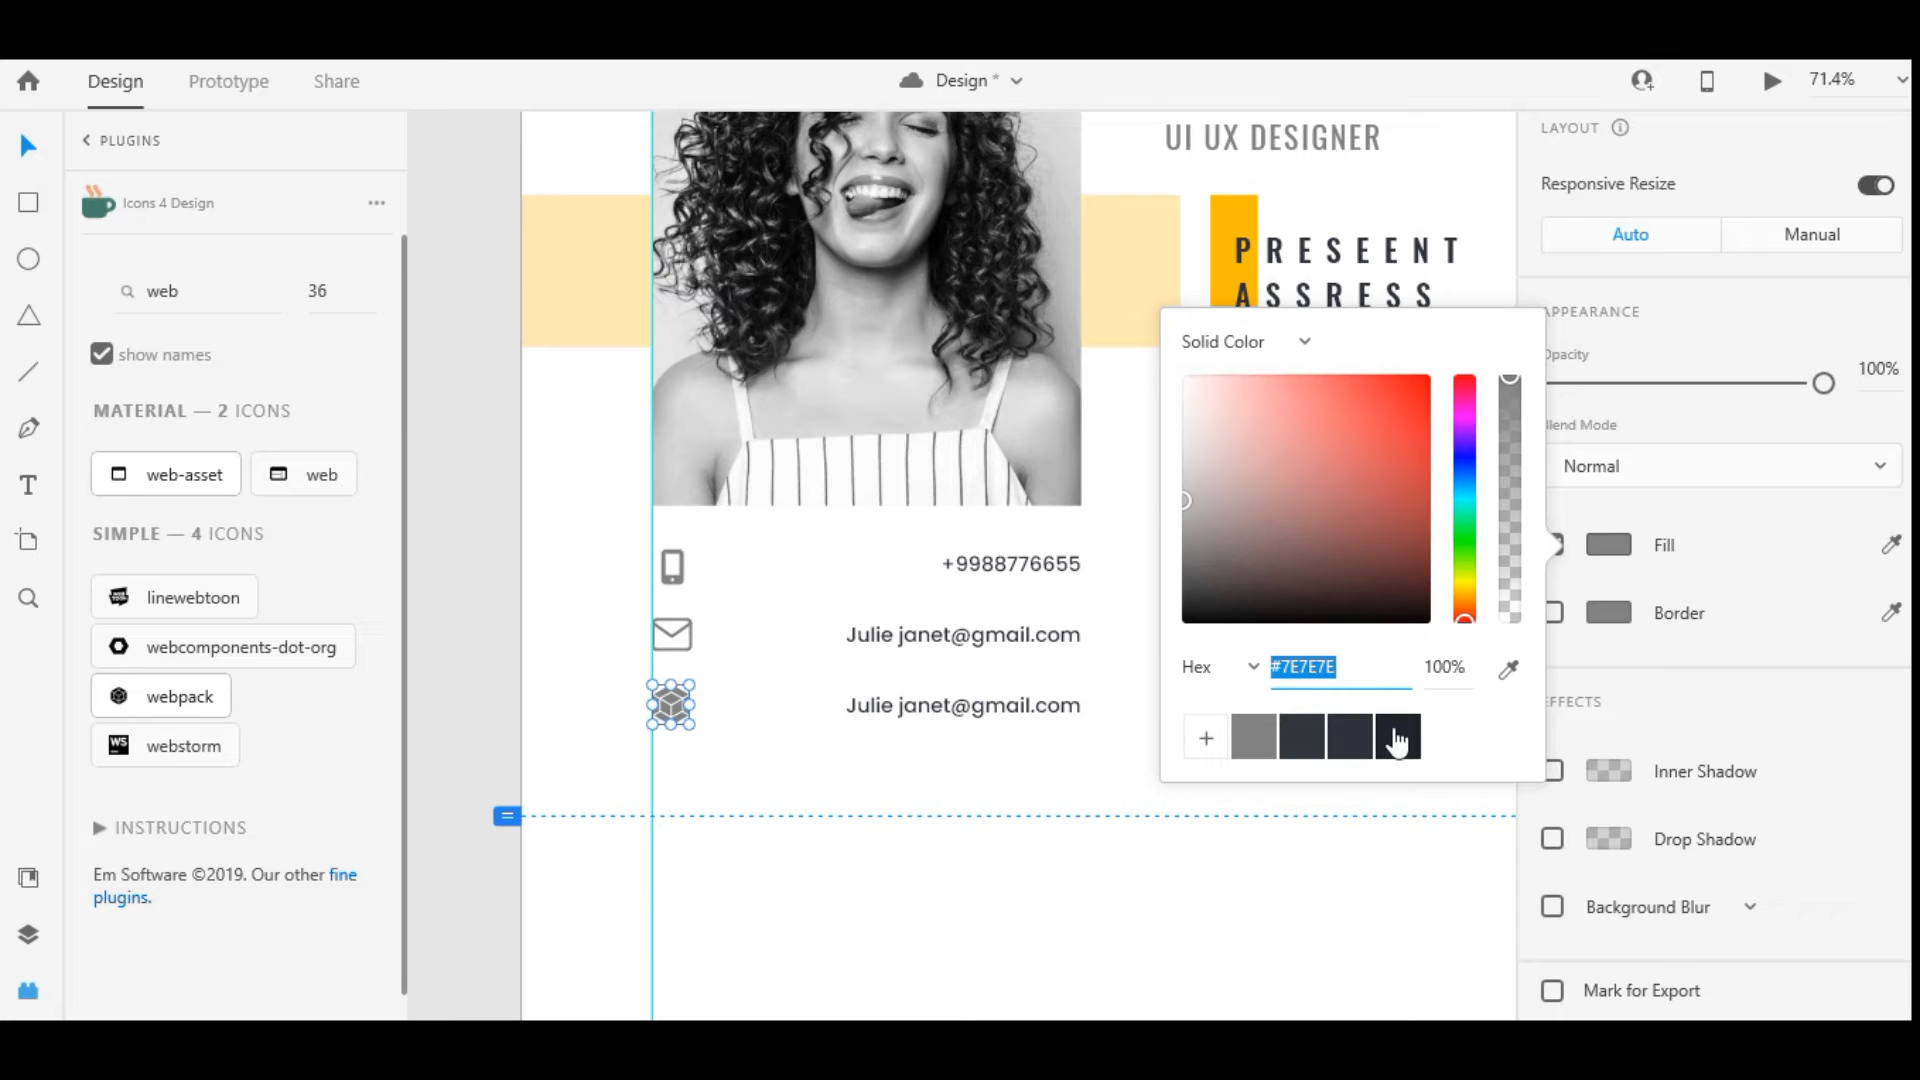 Design
Prototype
Share
Design *
71.4%
PLUGINS
Icons 4 Design
web
36
show names
MATERIAL — 2 ICONS
web-asset
web
SIMPLE — 4 ICONS
linewebtoon
webcomponents-dot-org
webpack
WS
webstorm
INSTRUCTIONS
Em Software ©2019. Our other fine
plugins.
UI UX DESIGNER
PRESEENT
ASSRESS
+9988776655
Julie janet@gmail.com
Julie janet@gmail.com
Solid Color
Hex
#7E7E7E
100%
LAYOUT
Responsive Resize
Auto
Manual
APPEARANCE
Opacity
100%
Blend Mode
Normal
Fill
Border
EFFECTS
Inner Shadow
Drop Shadow
Background Blur
Mark for Export